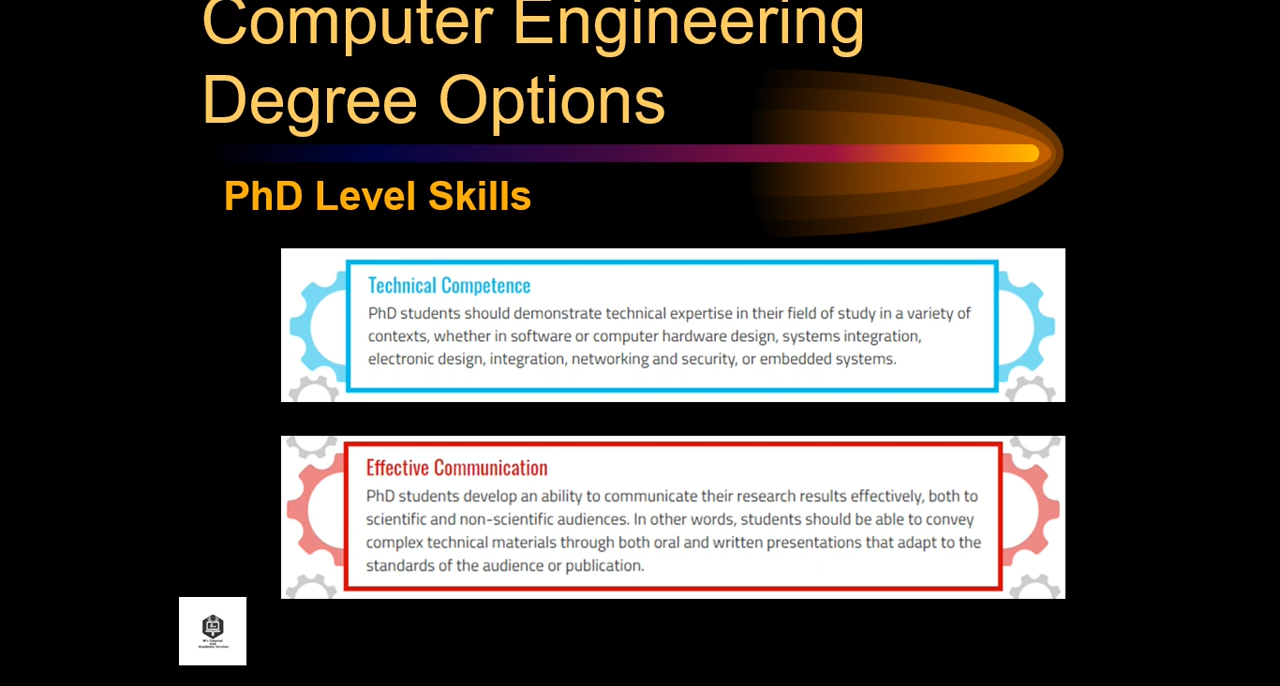 Computer Engineering
Degree Options
PhD Level Skills
Technical Competence
PhD students should demonstrate technical expertise in their field of study in a variety of
contexts, whether in software or computer hardware design, systems integration,
electronic design, integration, networking and security, or embedded systems.
Effective Communication
PhD students develop an ability to communicate their research results effectively, both to
scientific and non-scientific audiences. In other words, students should be able to convey
complex technical materials through both oral and written presentations that adapt to the
standards of the audience or publication.